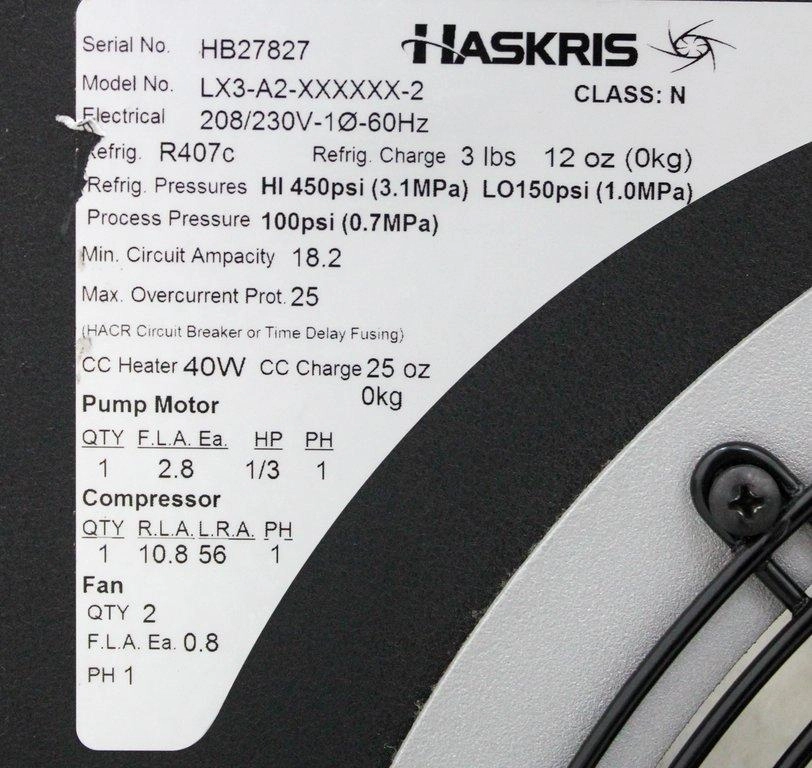 HASKRIS
Serial No. HB27827
Model No. LX3-A2-XXXXXX-2
CLASS: N
Electrical 208/230V-1Ø-60Hz
Refrig. R407c Refrig. Charge 3 lbs 12 oz (0kg)
Refrig. Pressures HI 450psi (3.1MPa) LO150psi (1.0MPa)
Process Pressure 100psi (0.7MPa)
Min. Circuit Ampacity 18.2
Max. Overcurrent Prot. 25
(HACR Circuit Breaker or Time Delay Fusing)
CC Heater 40W CC Charge 25 oz
0kg
Pump Motor
QTY F.L.A. Ea. HP PH
1 2.8 1/3 1
Compressor
QTY R.L.A. L.R.A. PH
1 10.8 56 1
Fan
QTY 2
F.L.A. Ea. 0.8
PH 1